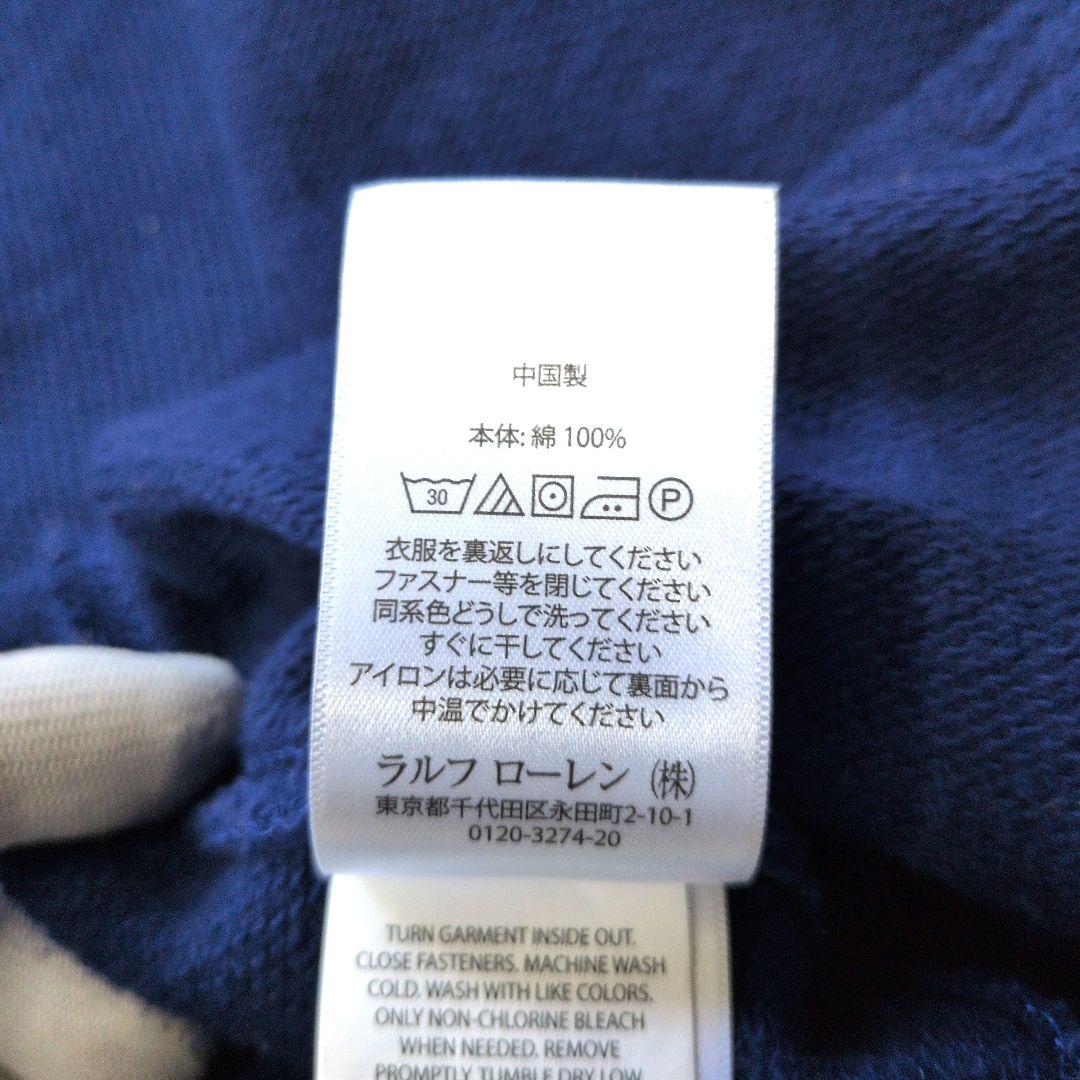 中国製
本体: 綿 100%
30 P
衣服を裏返しにしてください
ファスナー等を閉じてください
同系色どうしで洗ってください
すぐに干してください
アイロンは必要に応じて裏面から
中温でかけてください
ラルフ ローレン (株)
東京都千代田区永田町2-10-1
0120-3274-20
TURN GARMENT INSIDE OUT.
CLOSE FASTENERS. MACHINE WASH
COLD. WASH WITH LIKE COLORS.
ONLY NON-CHLORINE BLEACH
WHEN NEEDED. REMOVE
PROMPTLY TUMBLE DRY LOW